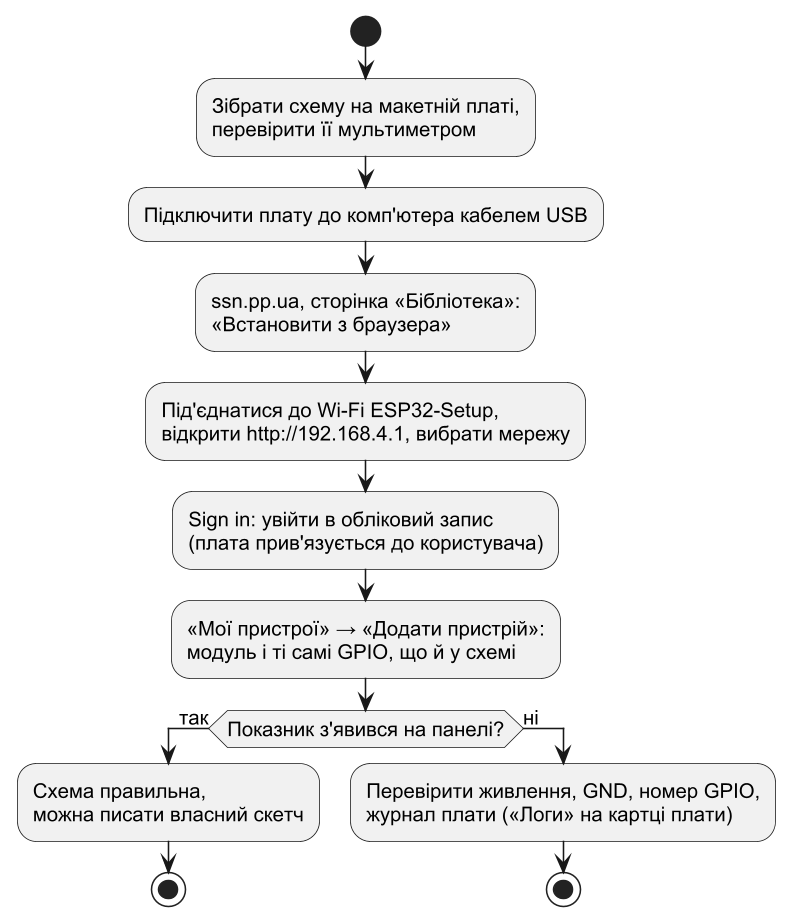 Зібрати схему на макетній платі,
перевірити її мультиметром
Підключити плату до комп'ютера кабелем USB
ssn.pp.ua, сторінка «Бібліотека»:
«Встановити з браузера»
Під'єднатися до Wi-Fi ESP32-Setup,
відкрити http://192.168.4.1, вибрати мережу
Sign in: увійти в обліковий запис
(плата прив'язується до користувача)
«Мої пристрої» → «Додати пристрій»:
модуль і ті самі GPIO, що й у схемі
Показник з'явився на панелі?
так
ні
Схема правильна,
можна писати власний скетч
Перевірити живлення, GND, номер GPIO,
журнал плати («Логи» на картці плати)